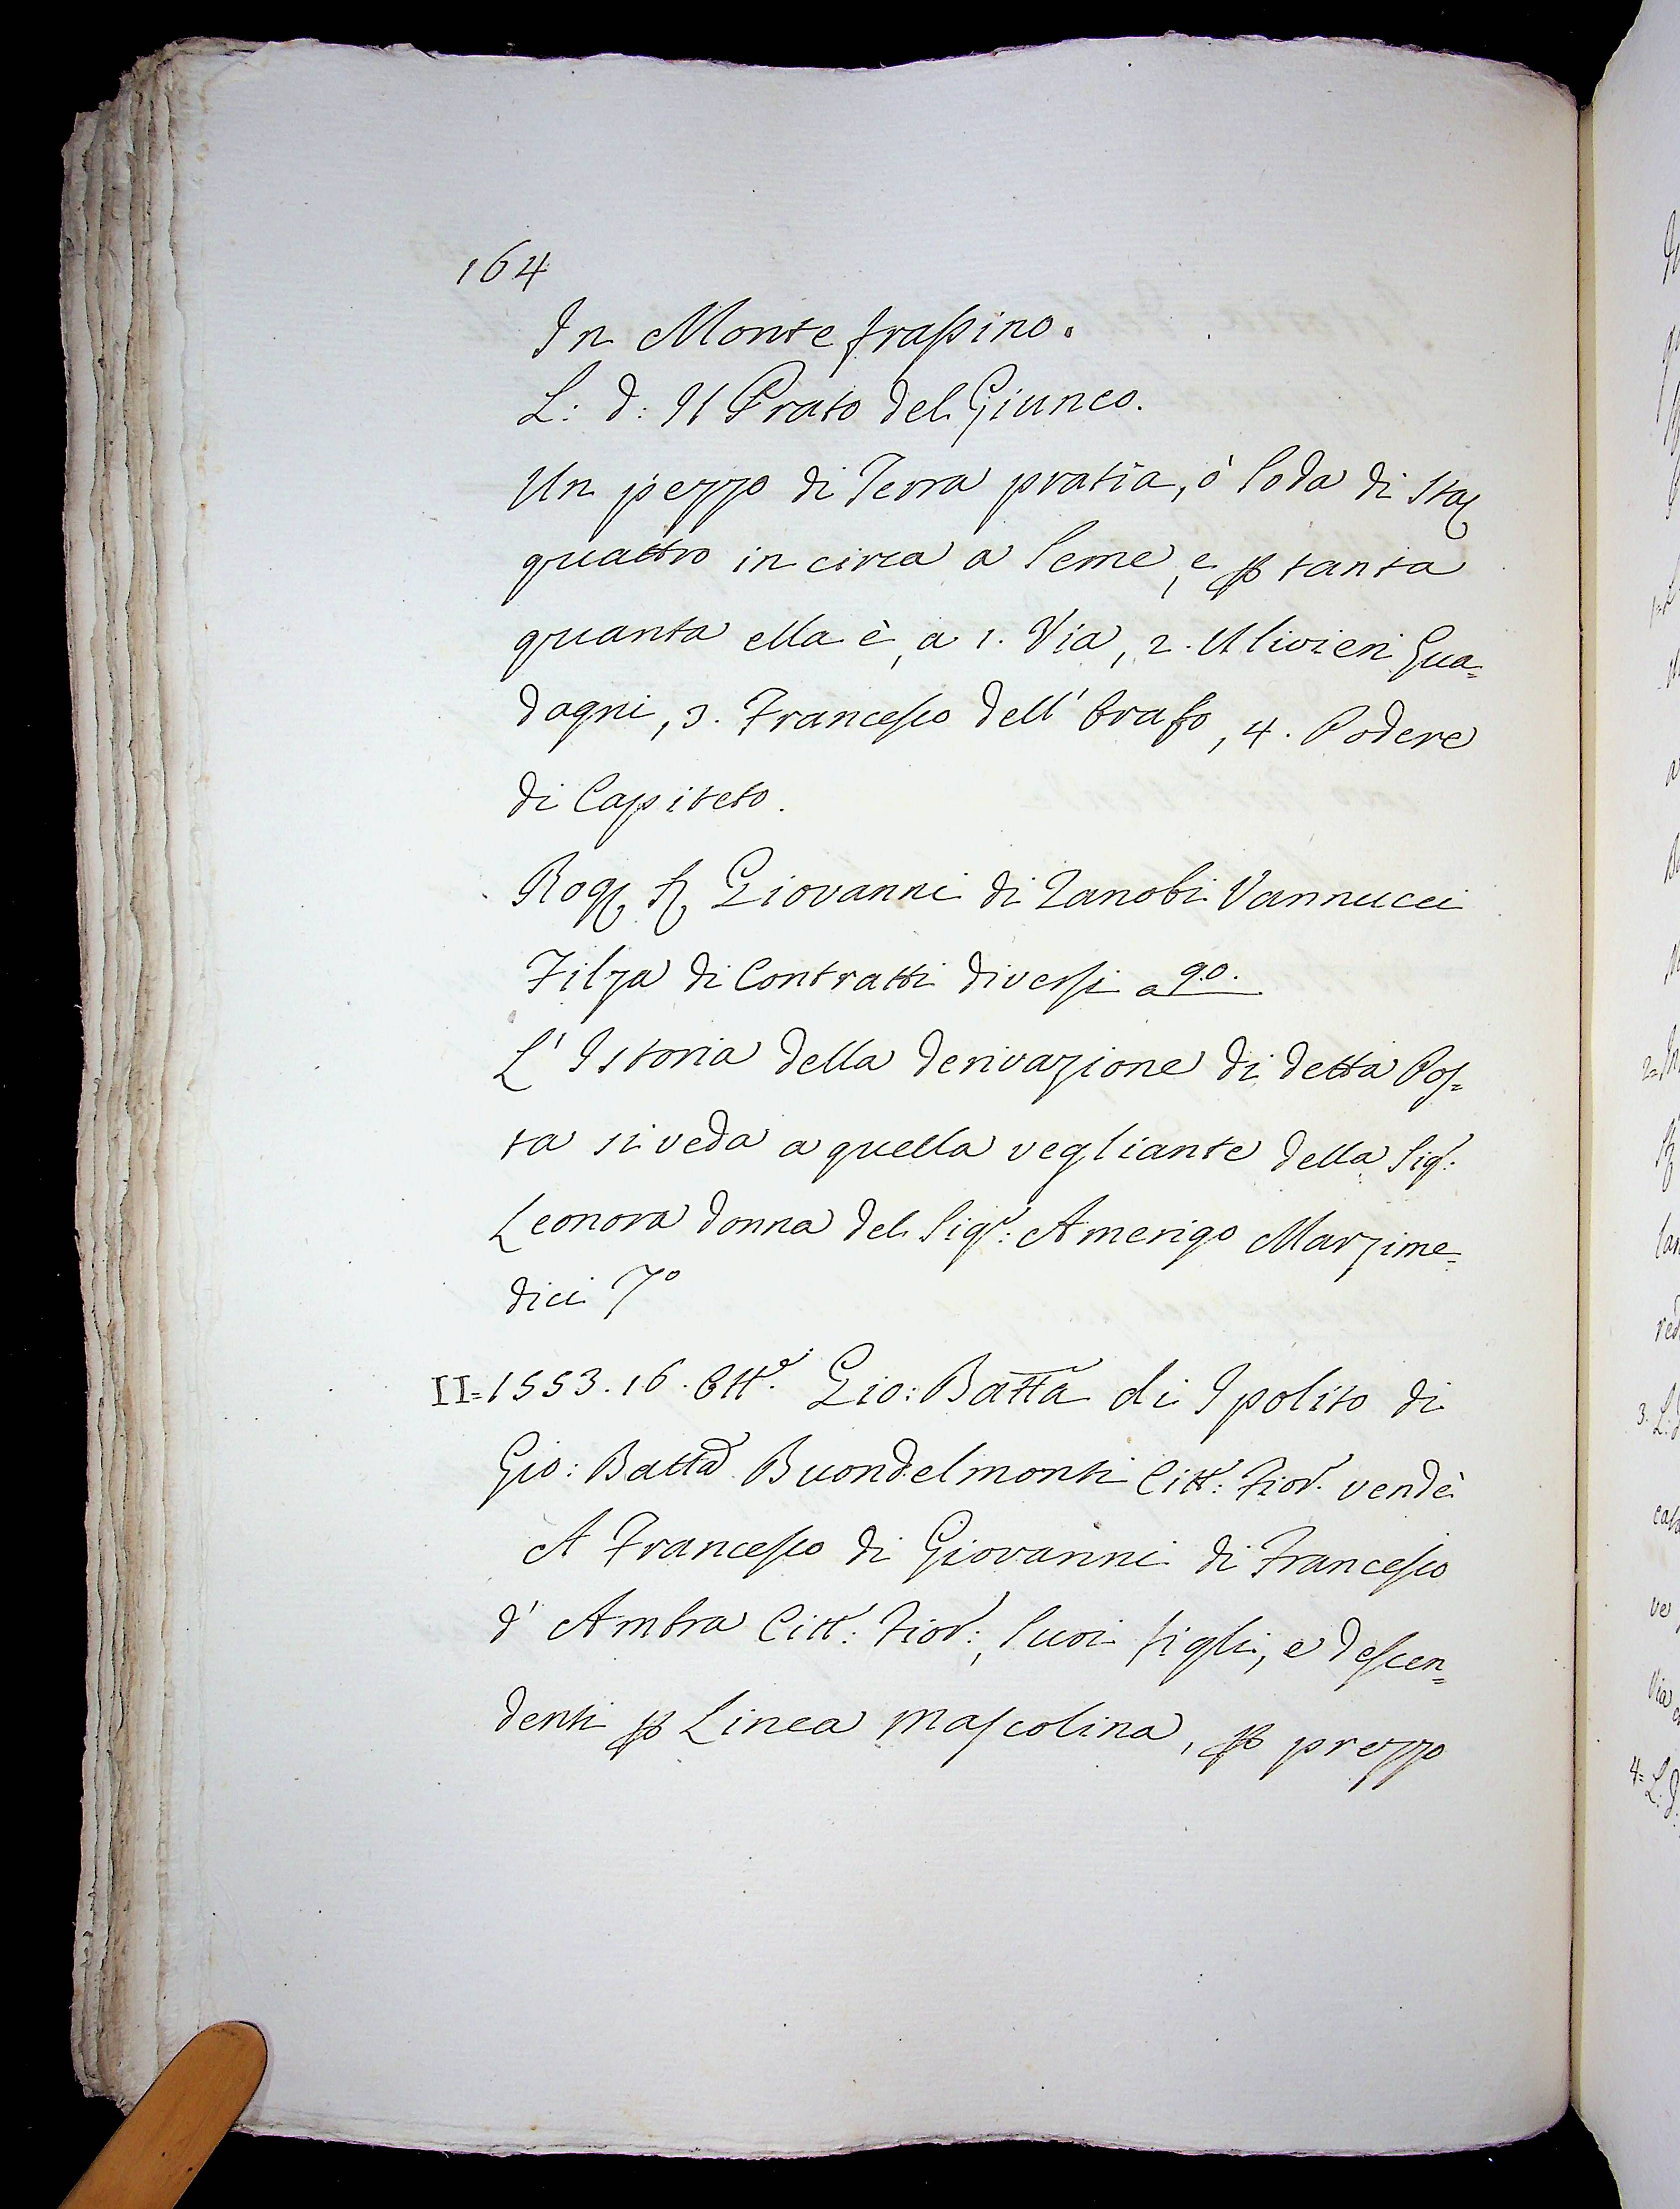 164
In Monte frassino.
L: d: Il Prato del Giunco.
Un pezzo di Terra pratia, ò soda di Sta
quattro in circa a seme, e p tanta
quanta ella è, a 1. Via, 2. Ulivieri Gua=
dagni, 3. Francesco dell' Orafo, 4. Podere
di Capiteto.
Rog Giovanni di Zanobi Vannucci
Filza di Contratti diversi a 90.
L' Istoria della derivazione di detta Pos=
ta si veda a quella vegliante della Sig:
Leonora donna del Sig: Amerigo Marzime=
dici 7o
II=1553. 16. Ott.e Gio: Batta di Ipolito di
Gio: Batta Buondelmonti Citt: Fior. vendè
A Francesco di Giovanni di Francesco
d' Ambra Citt: Fior:, suoi figli, e descen=
denti p Linea mascolina, p prezzo